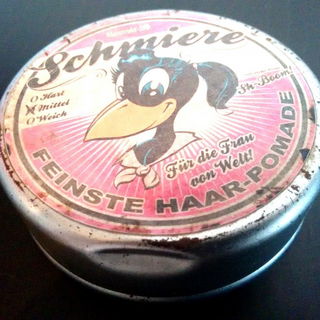 Schmiere
Hart
Mittel
Weich
Sh-Boom!
Für die Frau
von Welt!
FEINSTE HAAR-POMADE